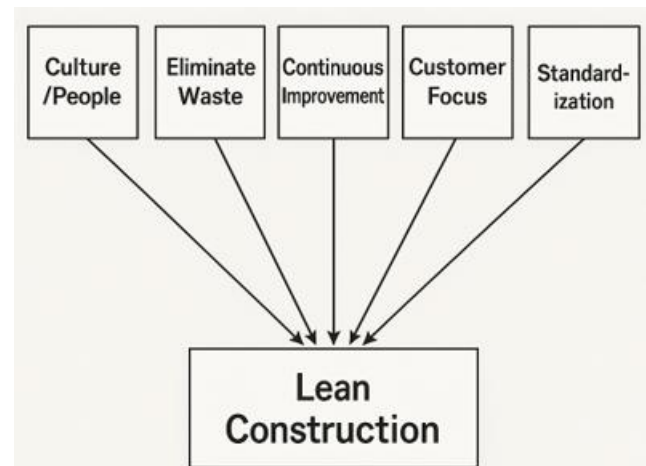 Culture
/People
Eliminate
Waste
Continuous
Improvement
Customer
Focus
Standard-
ization
Lean
Construction